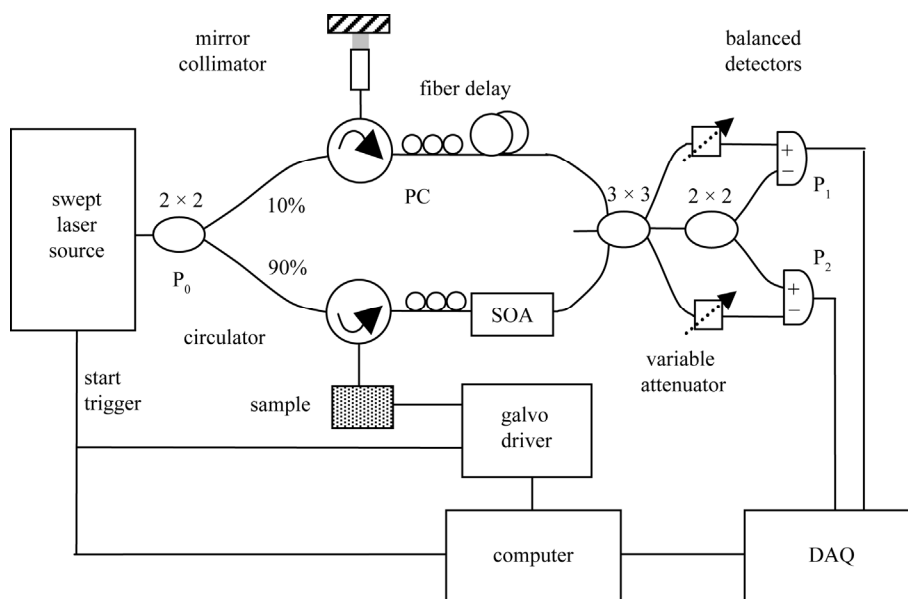 mirror
collimator
balanced
detectors
fiber delay
swept
laser
source
2 × 2
10%
PC
3 × 3
2 × 2
+
−
P1
P0
90%
P2
+
−
SOA
circulator
variable
attenuator
start
trigger
sample
galvo
driver
computer
DAQ